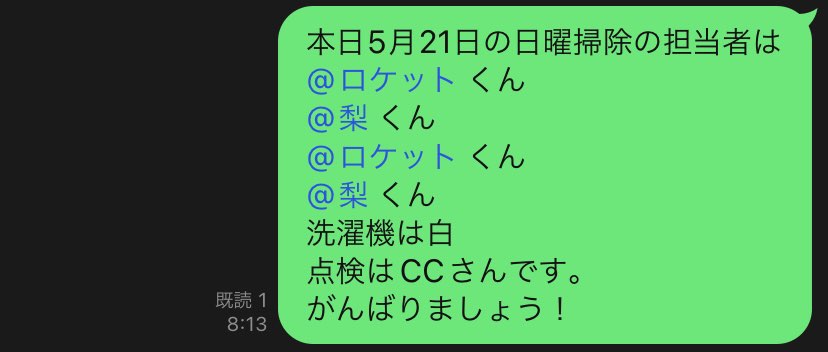 本日5月21日の日曜掃除の担当者は
@ロケット くん
@梨 くん
@ロケット くん
@梨 くん
洗濯機は白
点検はCCさんです。
がんばりましょう！
既読 1
8:13